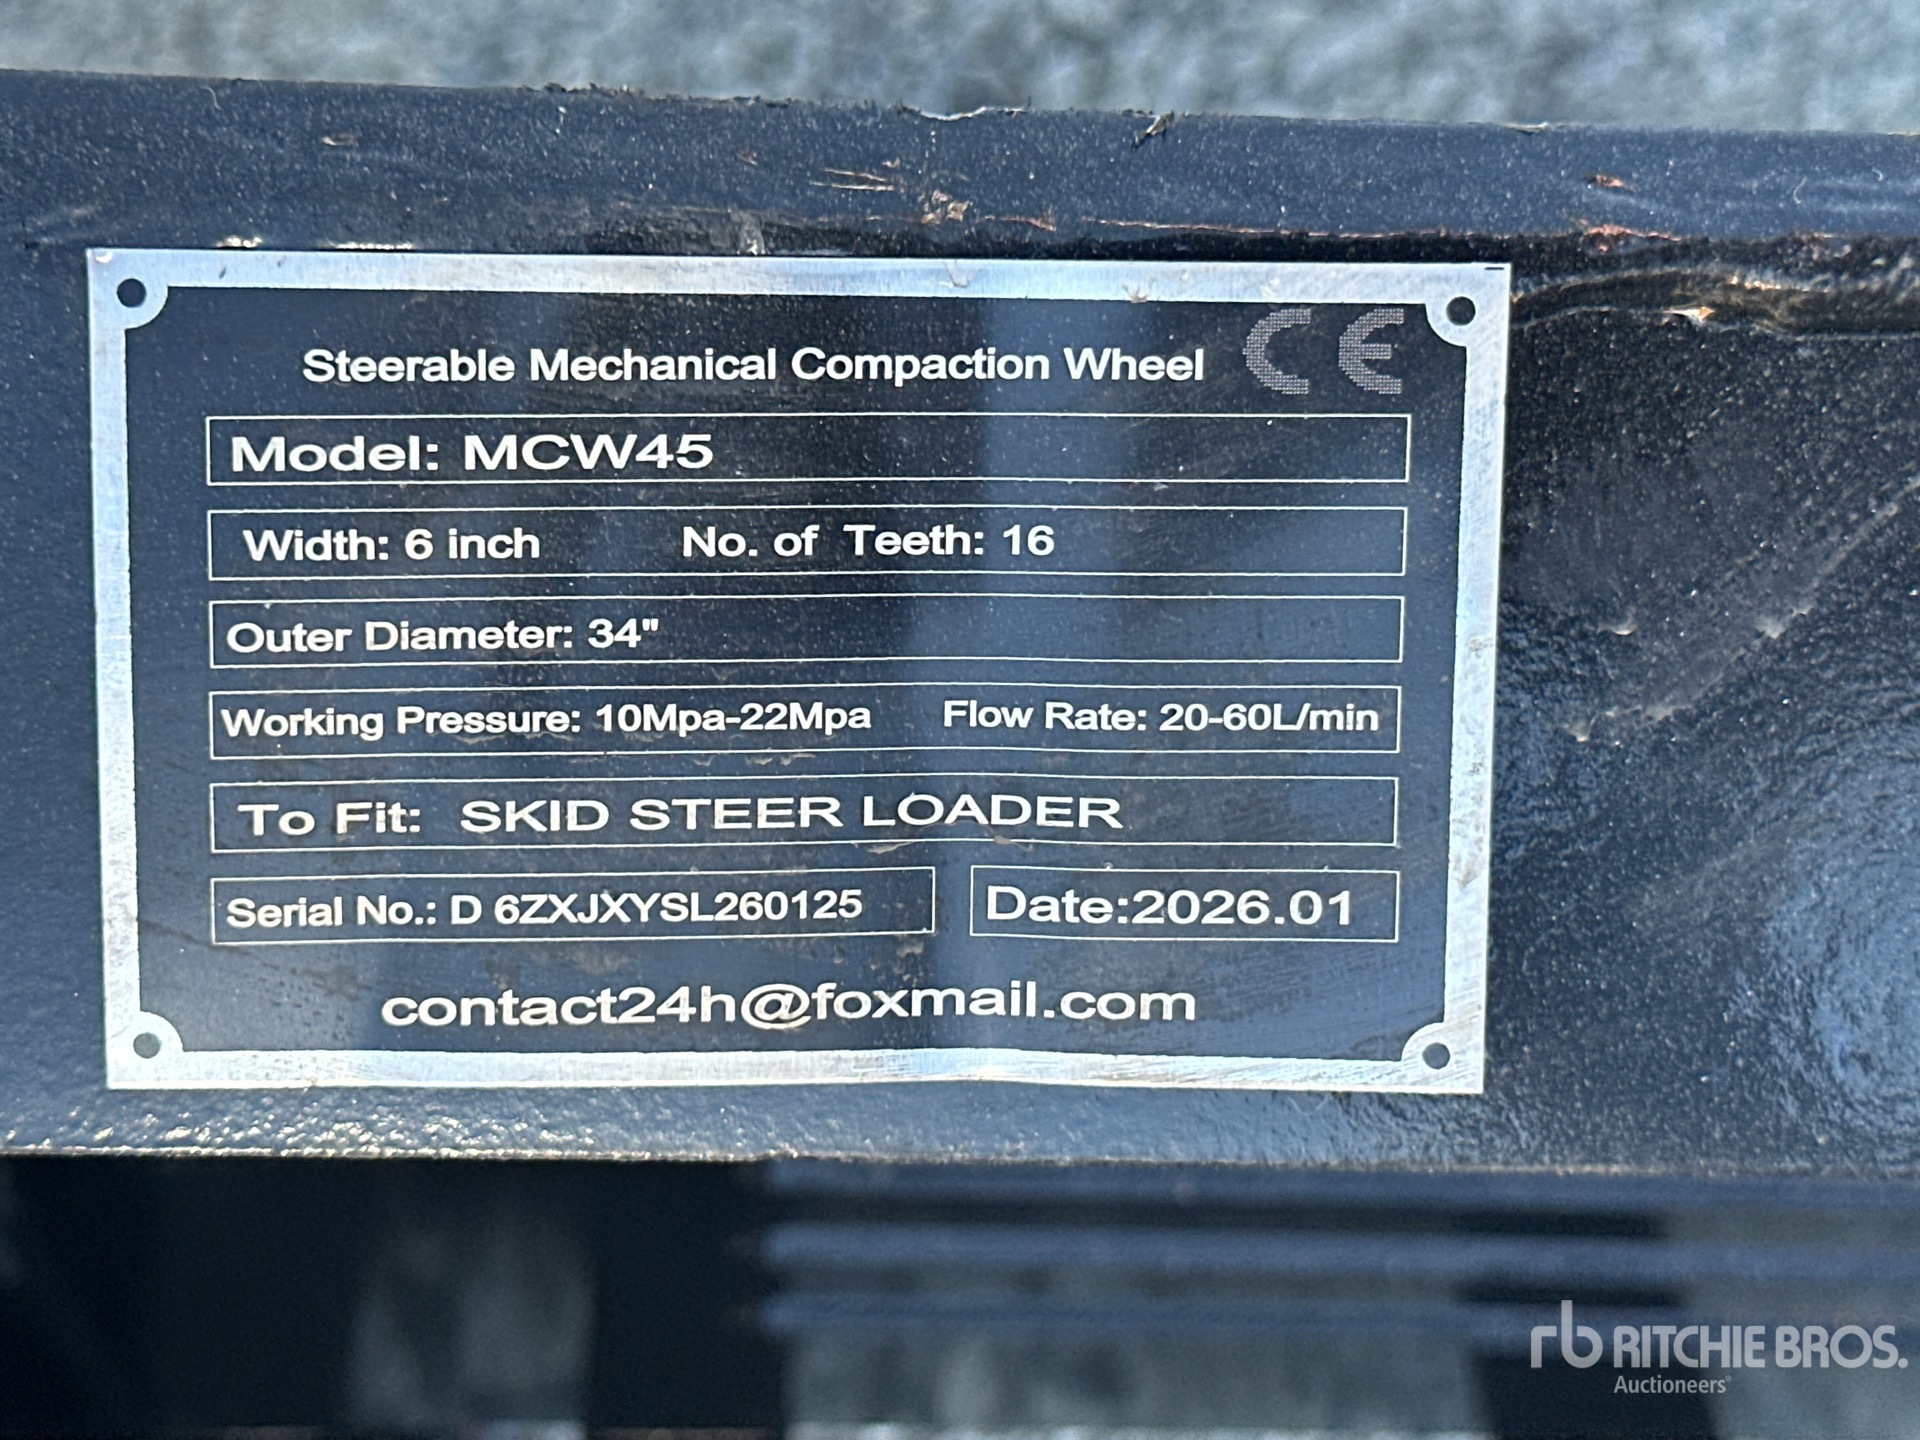 Steerable Mechanical Compaction Wheel CE
Model: MCW45
Width: 6 inch No. of Teeth: 16
Outer Diameter: 34"
Working Pressure: 10Mpa-22Mpa Flow Rate: 20-60L/min
To Fit: SKID STEER LOADER
Serial No.: D 6ZXJXYSL260125 Date:2026.01
contact24h@foxmail.com
rb RITCHIE BROS.
Auctioneers